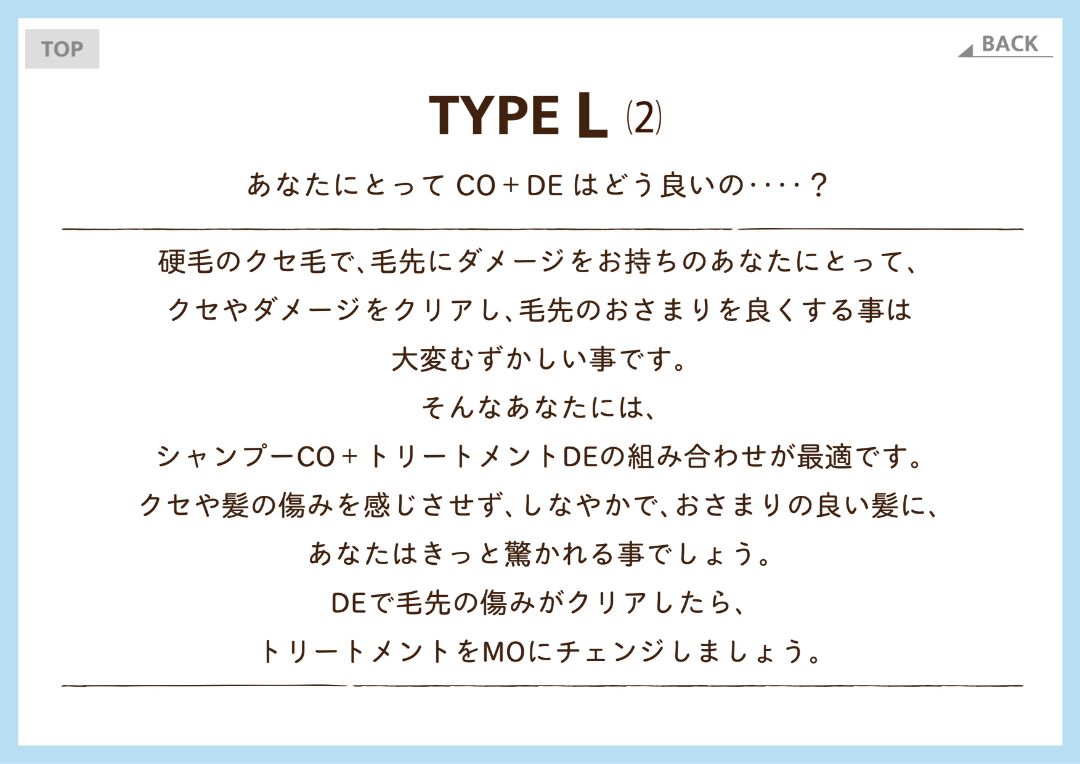 TOP
BACK
TYPE L (2)
あなたにとって CO＋DE はどう良いの‥‥？
硬毛のクセ毛で、毛先にダメージをお持ちのあなたにとって、
クセやダメージをクリアし、毛先のおさまりを良くする事は
大変むずかしい事です。
そんなあなたには、
シャンプーCO＋トリートメントDEの組み合わせが最適です。
クセや髪の傷みを感じさせず、しなやかで、おさまりの良い髪に、
あなたはきっと驚かれる事でしょう。
DEで毛先の傷みがクリアしたら、
トリートメントをMOにチェンジしましょう。